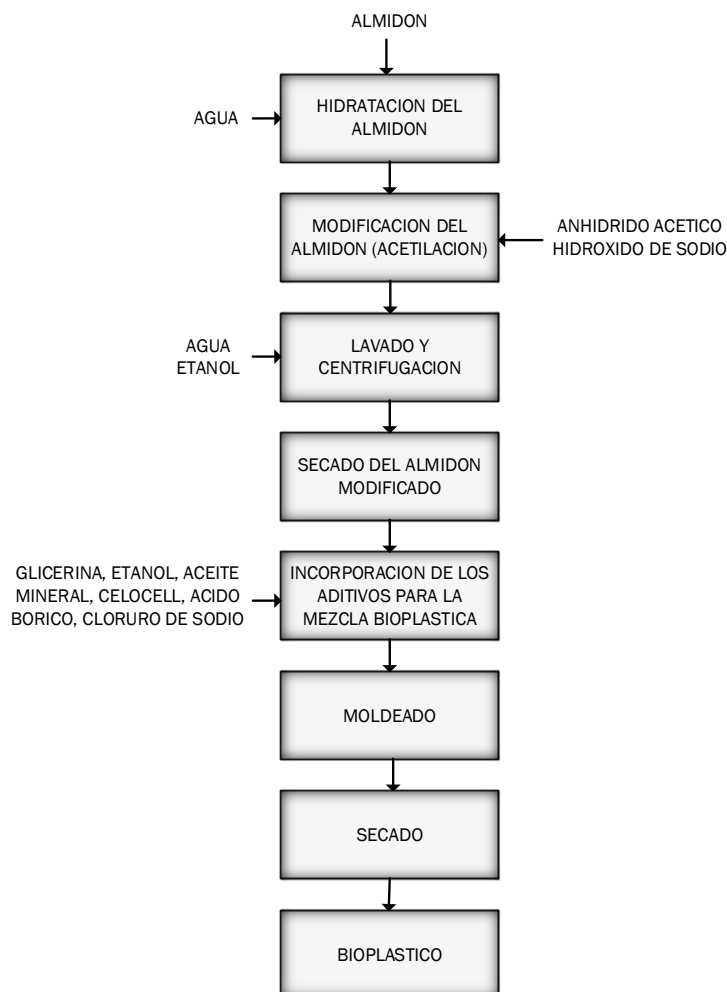 ALMIDON
AGUA
HIDRATACION DEL
ALMIDON
MODIFICACION DEL
ALMIDON (ACETILACION)
ANHIDRIDO ACETICO
HIDROXIDO DE SODIO
AGUA
ETANOL
LAVADO Y
CENTRIFUGACION
SECADO DEL ALMIDON
MODIFICADO
GLICERINA, ETANOL, ACEITE
MINERAL, CELOCELL, ACIDO
BORICO, CLORURO DE SODIO
INCORPORACION DE LOS
ADITIVOS PARA LA
MEZCLA BIOPLASTICA
MOLDEADO
SECADO
BIOPLASTICO